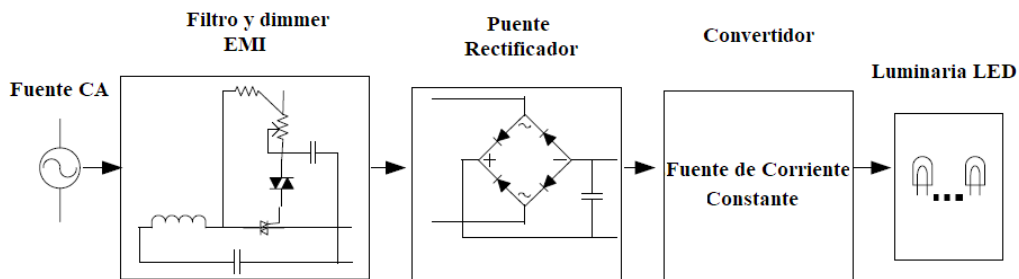 Filtro y dimmer
EMI
Puente
Rectificador
Convertidor
Luminaria LED
Fuente CA
Fuente de Corriente
Constante